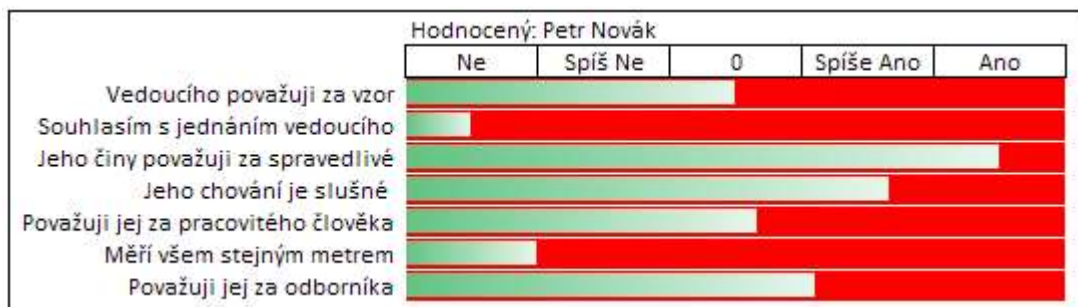 Hodnocený: Petr Novák
Ne Spíš Ne 0 Spíše Ano Ano
Vedoucího považuji za vzor
Souhlasím s jednáním vedoucího
Jeho činy považuji za spravedlivé
Jeho chování je slušné
Považuji jej za pracovitého člověka
Měří všem stejným metrem
Považuji jej za odborníka